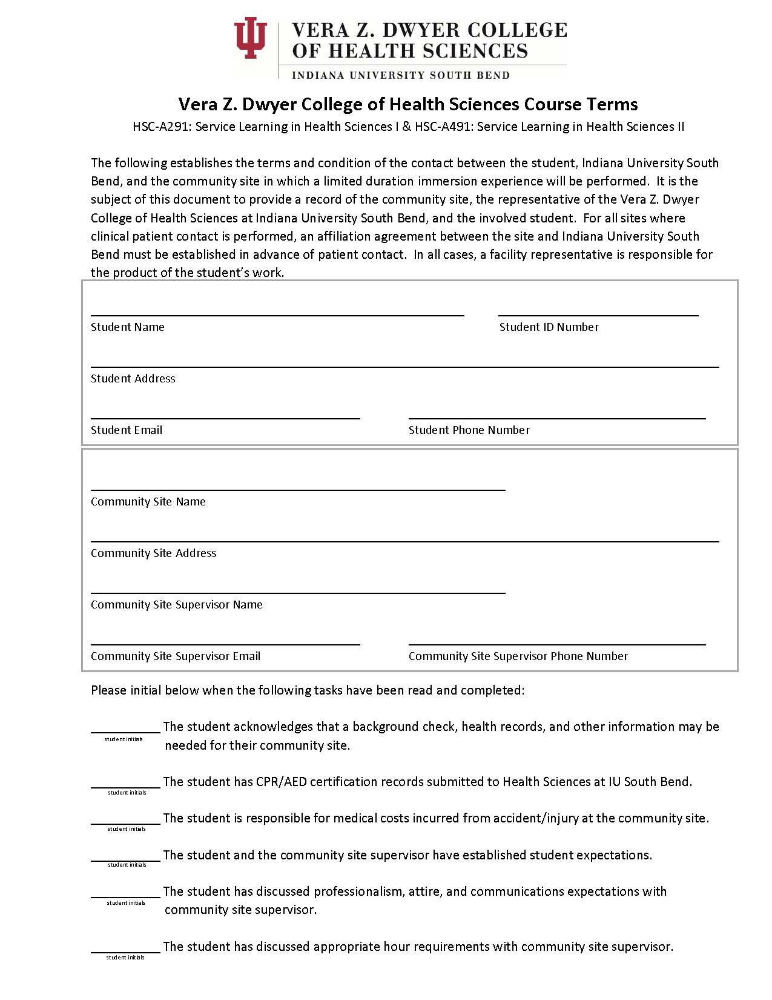 VERA Z. DWYER COLLEGE
OF HEALTH SCIENCES
INDIANA UNIVERSITY SOUTH BEND
Vera Z. Dwyer College of Health Sciences Course Terms
HSC-A291: Service Learning in Health Sciences I & HSC-A491: Service Learning in Health Sciences II
The following establishes the terms and condition of the contact between the student, Indiana University South
Bend, and the community site in which a limited duration immersion experience will be performed.  It is the
subject of this document to provide a record of the community site, the representative of the Vera Z. Dwyer
College of Health Sciences at Indiana University South Bend, and the involved student.  For all sites where
clinical patient contact is performed, an affiliation agreement between the site and Indiana University South
Bend must be established in advance of patient contact.  In all cases, a facility representative is responsible for
the product of the student’s work.
Student Name Student ID Number
Student Address
Student Email Student Phone Number
Community Site Name
Community Site Address
Community Site Supervisor Name
Community Site Supervisor Email Community Site Supervisor Phone Number
Please initial below when the following tasks have been read and completed:
The student acknowledges that a background check, health records, and other information may be
student initials
needed for their community site.
The student has CPR/AED certification records submitted to Health Sciences at IU South Bend.
student initials
The student is responsible for medical costs incurred from accident/injury at the community site.
student initials
The student and the community site supervisor have established student expectations.
student initials
The student has discussed professionalism, attire, and communications expectations with
student initials
community site supervisor.
The student has discussed appropriate hour requirements with community site supervisor.
student initials